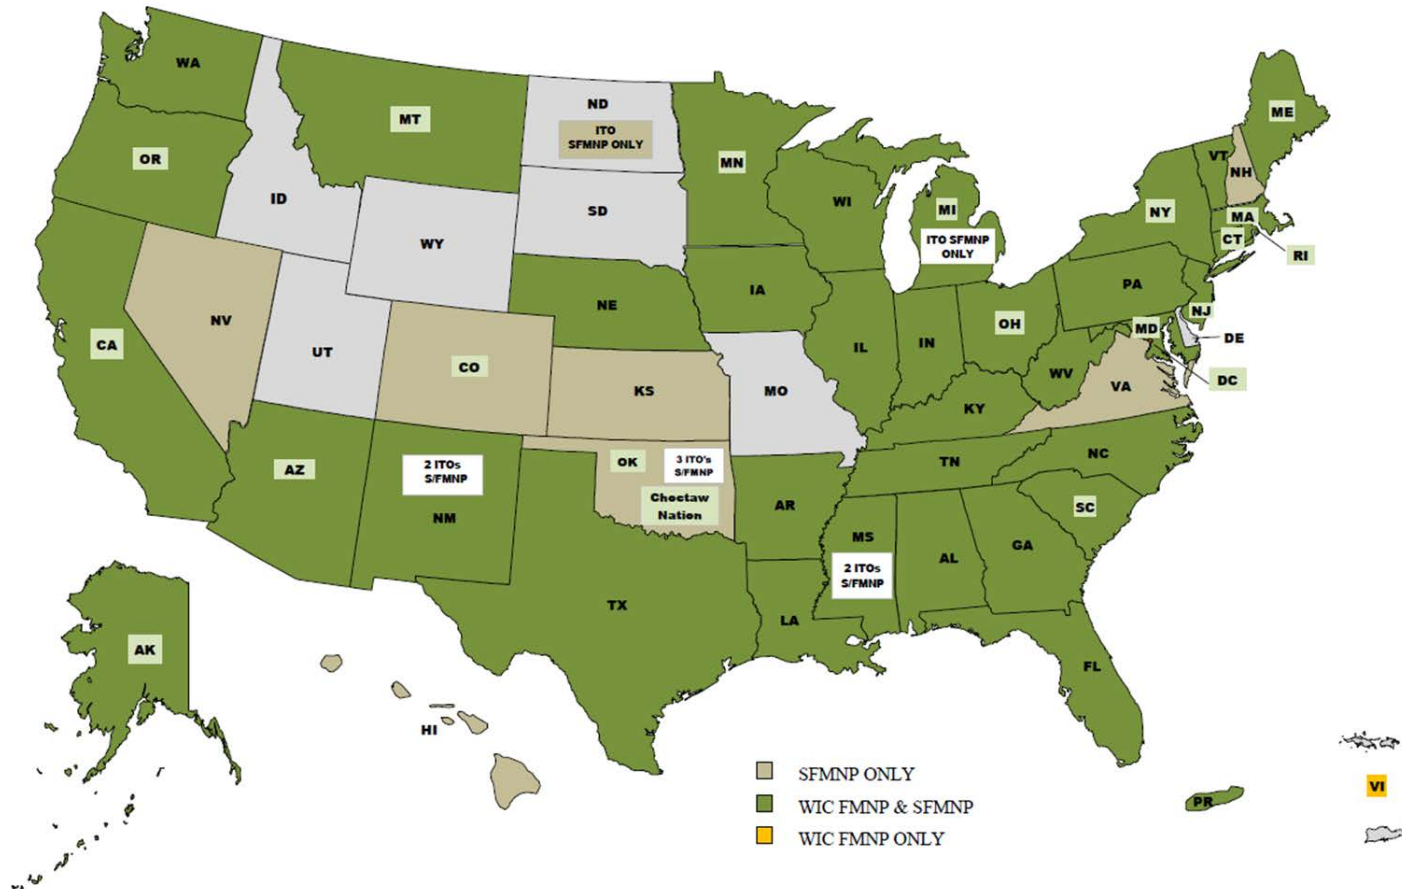 WA
MT
ND
ITO
SFMNP ONLY
ME
OR
MN
VT
NH
ID
WI
MI
ITO SFMNP
ONLY
NY
MA
SD
WY
CT
RI
IA
PA
NE
NJ
NV
OH
MD
CA
UT
IL
IN
DE
CO
WV
DC
KS
MO
VA
KY
OK
3 ITO's
S/FMNP
TN
NC
AZ
2 ITOs
S/FMNP
Choctaw
Nation
AR
SC
NM
MS
2 ITOs
S/FMNP
AL
GA
TX
LA
AK
FL
HI
SFMNP ONLY
WIC FMNP & SFMNP
WIC FMNP ONLY
VI
PR